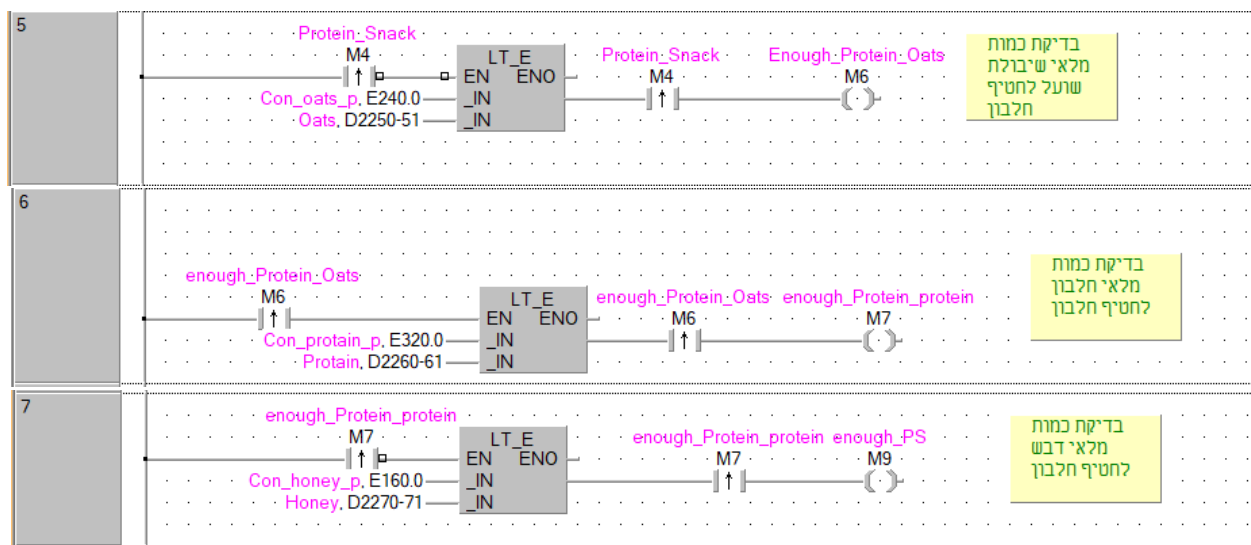 5
Protein_Snack
M4
LT_E
EN ENO
Con_oats_p, E240.0
_IN
Oats, D2250-51
_IN
Protein_Snack
M4
Enough_Protein_Oats
M6
בדיקת כמות
מלאי שיבולת
שועל לחטיף
חלבון
6
enough_Protein_Oats
M6
LT_E
EN ENO
Con_protain_p, E320.0
_IN
Protain, D2260-61
_IN
enough_Protein_Oats
M6
enough_Protein_protein
M7
בדיקת כמות
מלאי חלבון
לחטיף חלבון
7
enough_Protein_protein
M7
LT_E
EN ENO
Con_honey_p, E160.0
_IN
Honey, D2270-71
_IN
enough_Protein_protein
M7
enough_PS
M9
בדיקת כמות
מלאי דבש
לחטיף חלבון